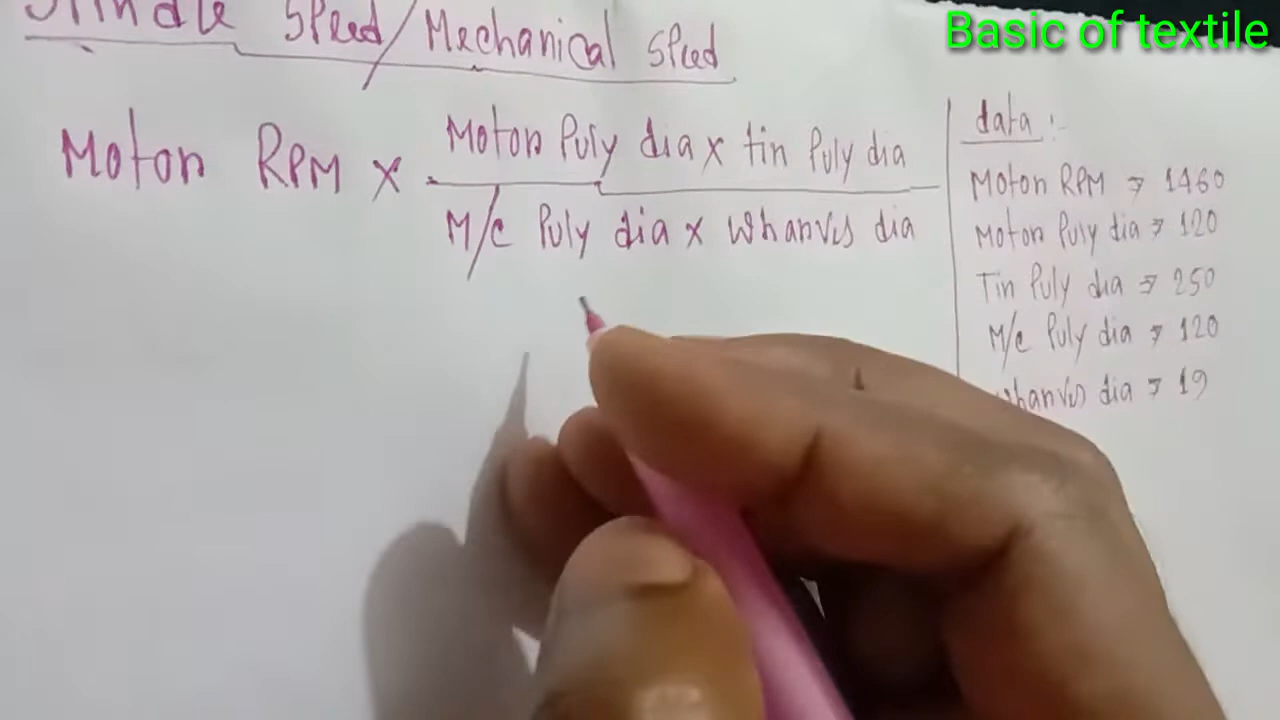 Basic of textile
Spindle Speed/Mechanical Speed
Motor RPM x Motor Puly dia x tin Puly dia
M/c Puly dia x Wharves dia
data :-
Motor RPM ⇒ 1460
Motor Puly dia ⇒ 120
Tin Puly dia ⇒ 250
M/c Puly dia ⇒ 120
Wharves dia ⇒ 19